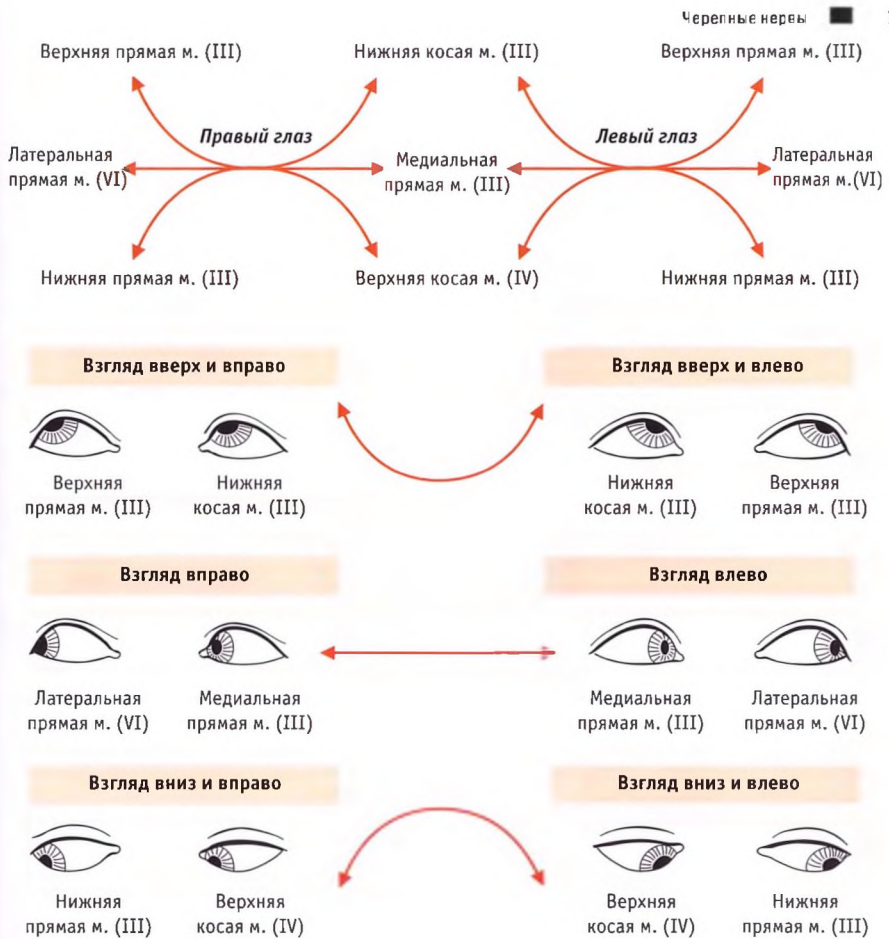 Черепные нервы
Верхняя прямая м. (III)
Нижняя косая м. (III)
Верхняя прямая м. (III)
Правый глаз
Левый глаз
Латеральная
прямая м. (VI)
Медиальная
прямая м. (III)
Латеральная
прямая м.(VI)
Нижняя прямая м. (III)
Верхняя косая м. (IV)
Нижняя прямая м. (III)
Взгляд вверх и вправо
Взгляд вверх и влево
Верхняя
прямая м. (III)
Нижняя
косая м. (III)
Нижняя
косая м. (III)
Верхняя
прямая м. (III)
Взгляд вправо
Взгляд влево
Латеральная
прямая м. (VI)
Медиальная
прямая м. (III)
Медиальная
прямая м. (III)
Латеральная
прямая м. (VI)
Взгляд вниз и вправо
Взгляд вниз и влево
Нижняя
прямая м. (III)
Верхняя
косая м. (IV)
Верхняя
косая м. (IV)
Нижняя
прямая м. (III)